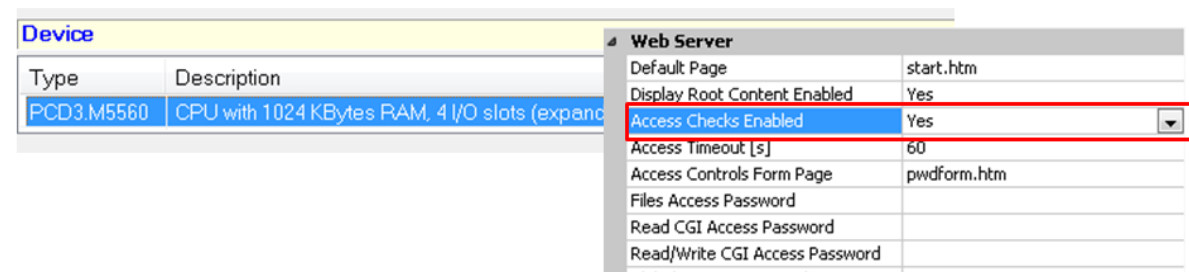 Device
Type Description
PCD3.M5560 CPU with 1024 KBytes RAM, 4 I/O slots (expand
Web Server
Default Page start.htm
Display Root Content Enabled Yes
Access Checks Enabled Yes
Access Timeout [s] 60
Access Controls Form Page pwdform.htm
Files Access Password
Read CGI Access Password
Read/Write CGI Access Password